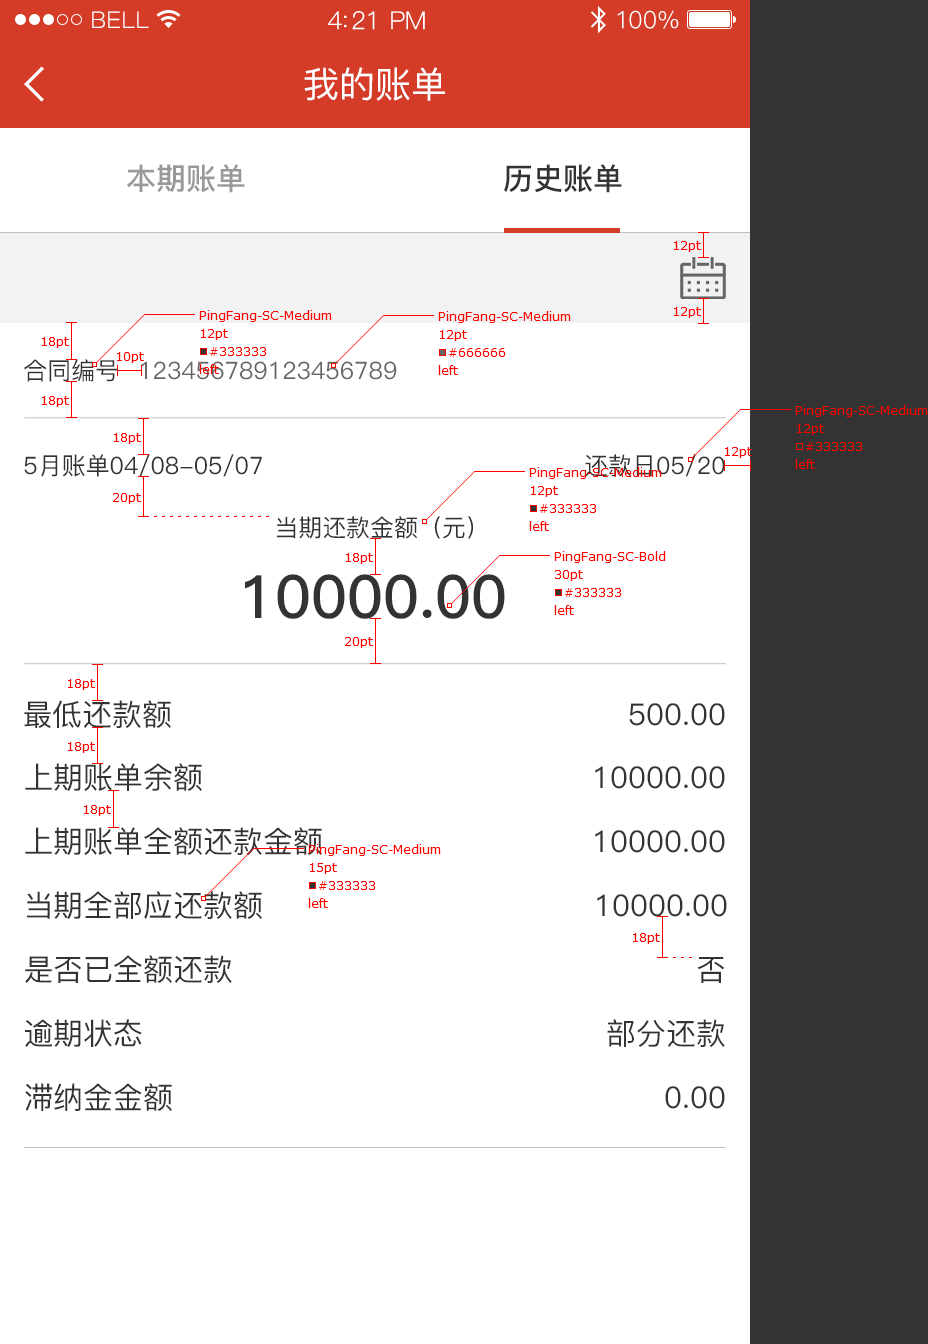 BELL 4:21 PM 100%
我的账单
本期账单 历史账单
12pt
12pt
PingFang-SC-Medium
12pt
#333333
left
PingFang-SC-Medium
12pt
#666666
left
18pt
10pt
合同编号 123456789123456789
18pt
PingFang-SC-Medium
12pt
#333333
left
18pt
12pt
5月账单04/08-05/07 还款日05/20
PingFang-SC-Medium
12pt
#333333
left
20pt
当期还款金额（元）
18pt
PingFang-SC-Bold
30pt
#333333
left
10000.00
20pt
18pt
最低还款额 500.00
18pt
上期账单余额 10000.00
18pt
上期账单全额还款金额 10000.00
PingFang-SC-Medium
15pt
#333333
left
当期全部应还款额 10000.00
18pt
是否已全额还款 否
逾期状态 部分还款
滞纳金金额 0.00